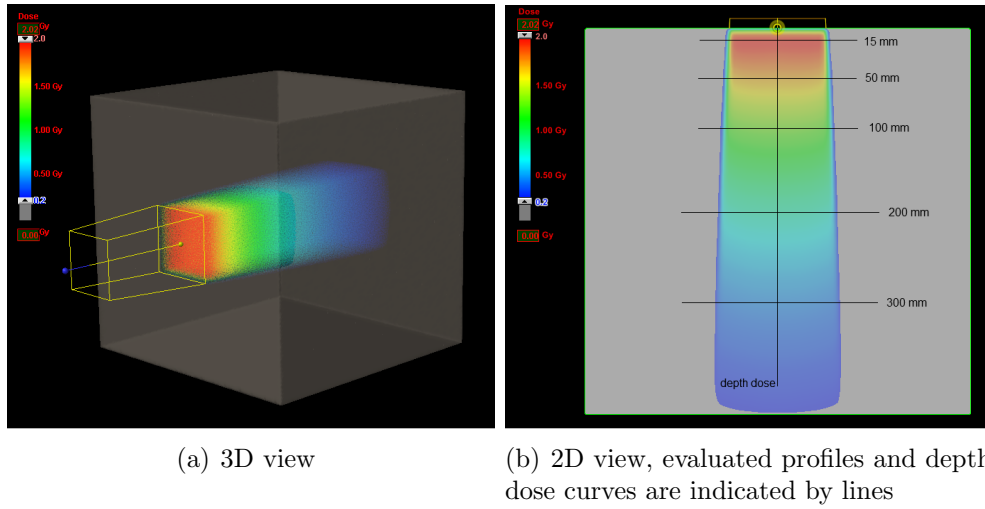 Dose
2.02 Gy
2.0
1.50 Gy
1.00 Gy
0.50 Gy
0.2
0.00 Gy
Dose
2.02 Gy
2.0
1.50 Gy
1.00 Gy
0.50 Gy
0.2
0.00 Gy
15 mm
50 mm
100 mm
200 mm
300 mm
depth dose
(a) 3D view
(b) 2D view, evaluated profiles and depth
dose curves are indicated by lines